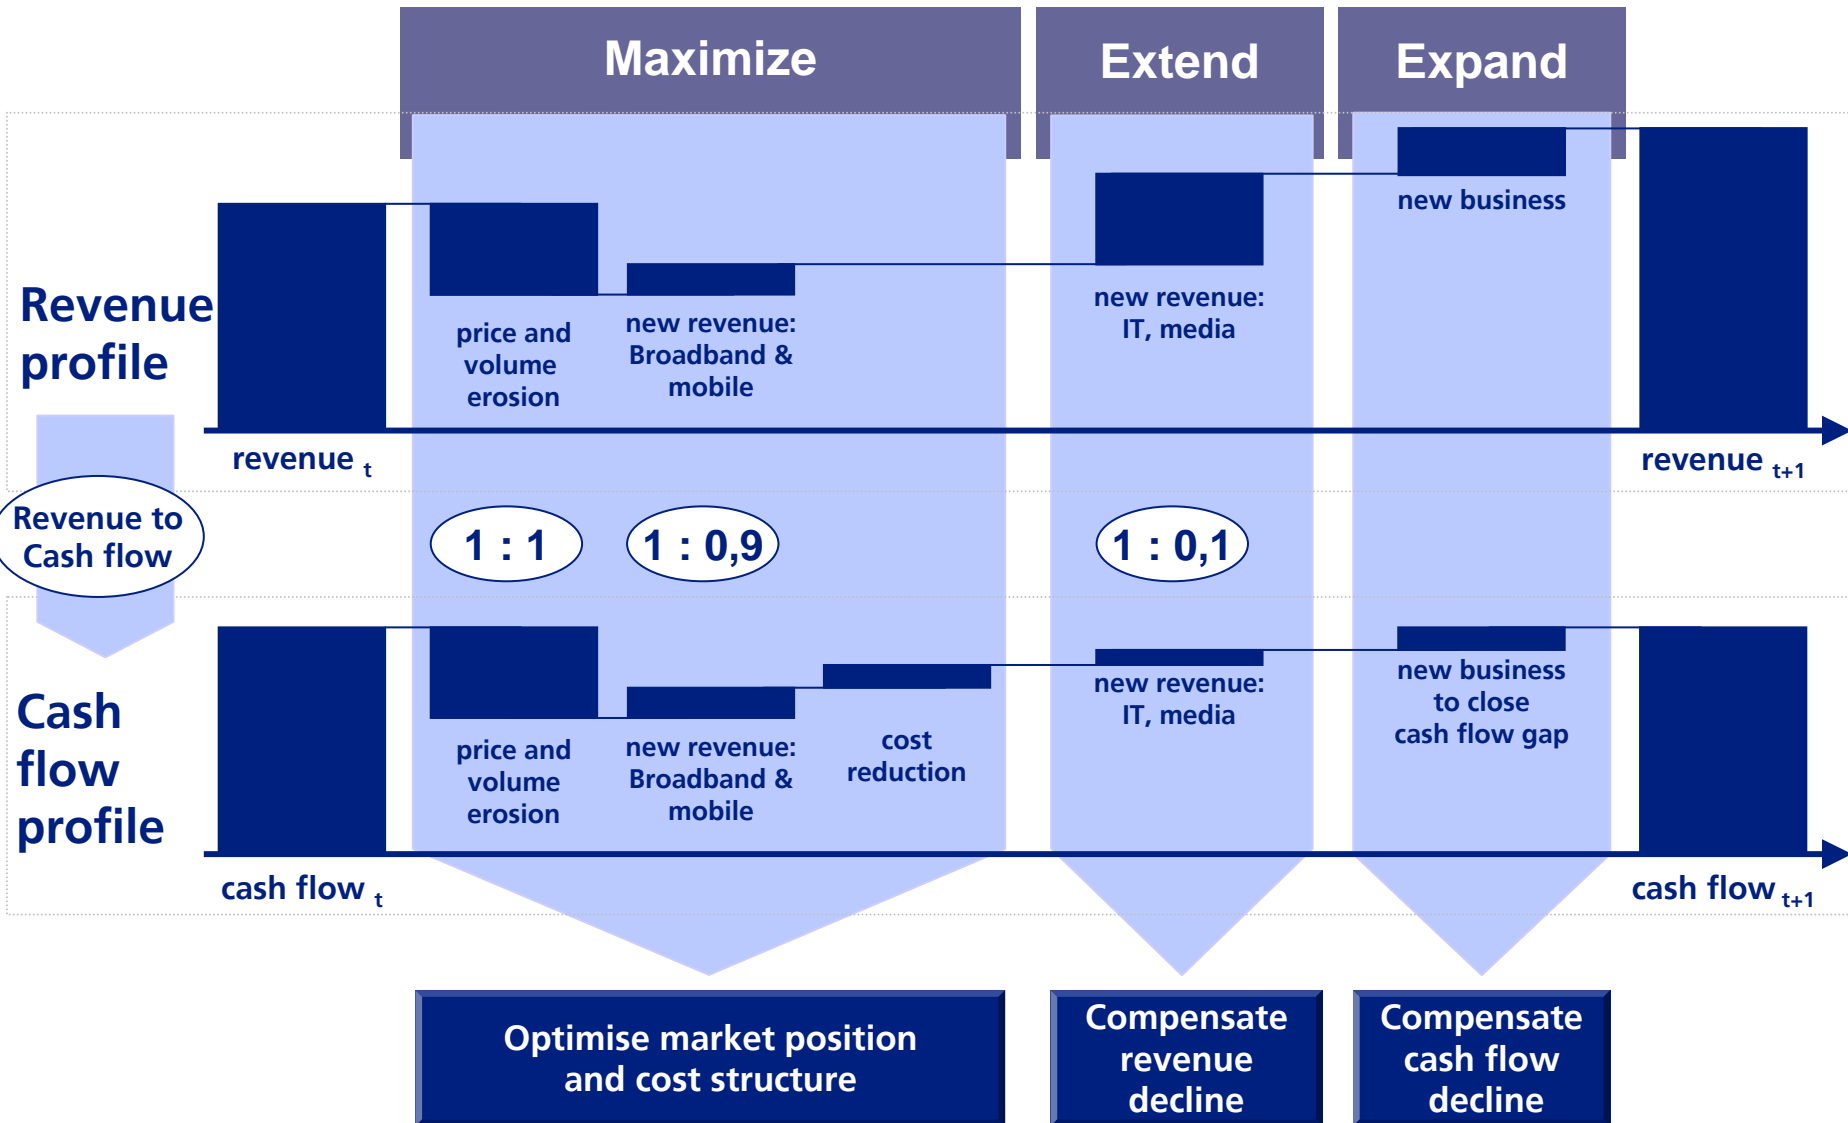 Maximize
Extend
Expand
Revenue
profile
price and
volume
erosion
new revenue:
Broadband &
mobile
new revenue:
IT, media
new business
revenue t
revenue t+1
Revenue to
Cash flow
1 : 1
1 : 0,9
1 : 0,1
Cash
flow
profile
price and
volume
erosion
new revenue:
Broadband &
mobile
cost
reduction
new revenue:
IT, media
new business
to close
cash flow gap
cash flow t
cash flow t+1
Optimise market position
and cost structure
Compensate
revenue
decline
Compensate
cash flow
decline